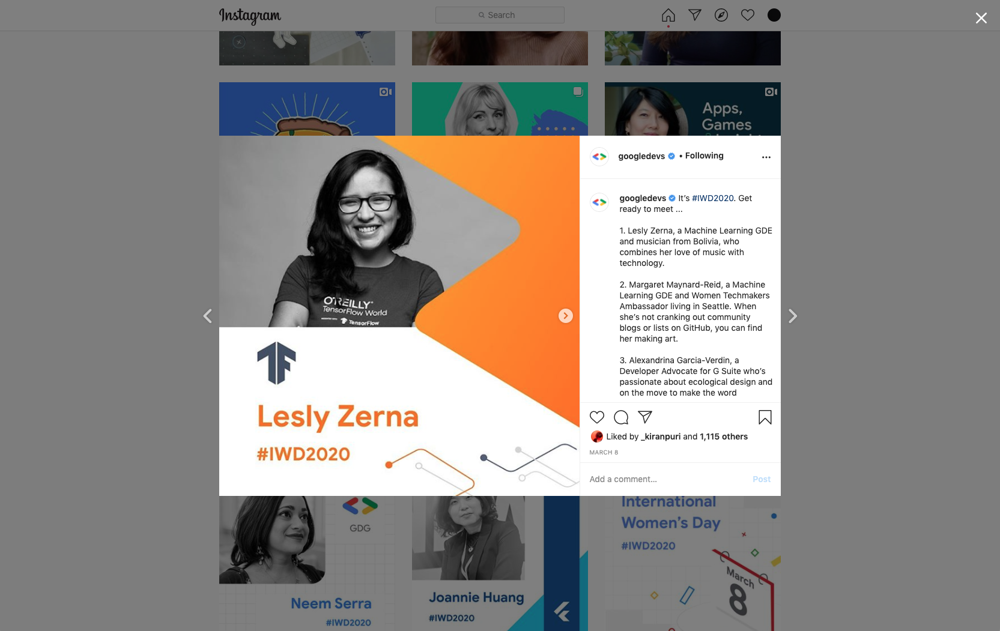 Instagram
Search
Apps,
Games
googledevs • Following
googledevs It's #IWD2020. Get
ready to meet ...
1. Lesly Zerna, a Machine Learning GDE
and musician from Bolivia, who
combines her love of music with
technology.
2. Margaret Maynard-Reid, a Machine
Learning GDE and Women Techmakers
Ambassador living in Seattle. When
she's not cranking out community
blogs or lists on GitHub, you can find
her making art.
3. Alexandrina Garcia-Verdin, a
Developer Advocate for G Suite who's
passionate about ecological design and
on the move to make the word
O'REILLY
TensorFlow World
TensorFlow
Lesly Zerna
#IWD2020
Liked by _kiranpuri and 1,115 others
MARCH 8
Add a comment...
Post
GDG
Neem Serra
#IWD2020
Joannie Huang
#IWD2020
International
Women's Day
#IWD2020
March
8